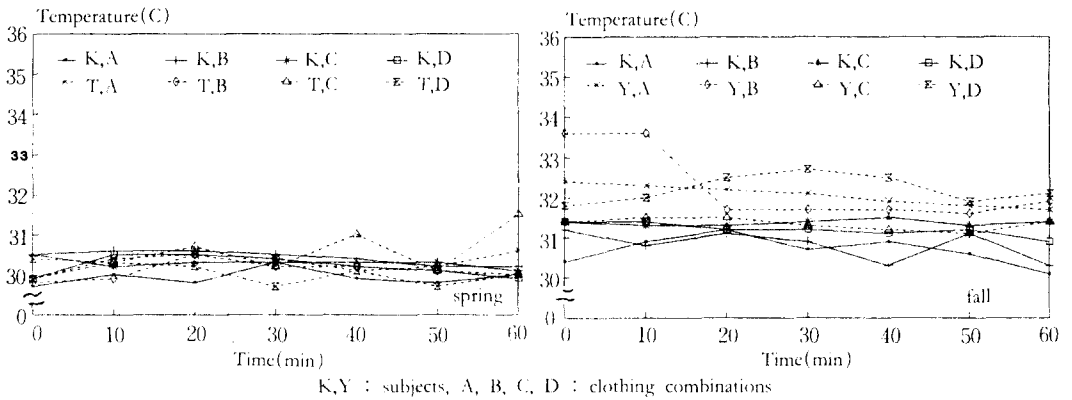 Temperature(C)
36
35
34
33
32
31
30
0
K,A K,B K,C K,D
T,A T,B T,C T,D
spring
0 10 20 30 40 50 60
Time(min)
Temperature(C)
36
35
34
33
32
31
30
0
K,A K,B K,C K,D
Y,A Y,B Y,C Y,D
fall
0 10 20 30 40 50 60
Time(min)
K,Y : subjects, A, B, C, D : clothing combinations